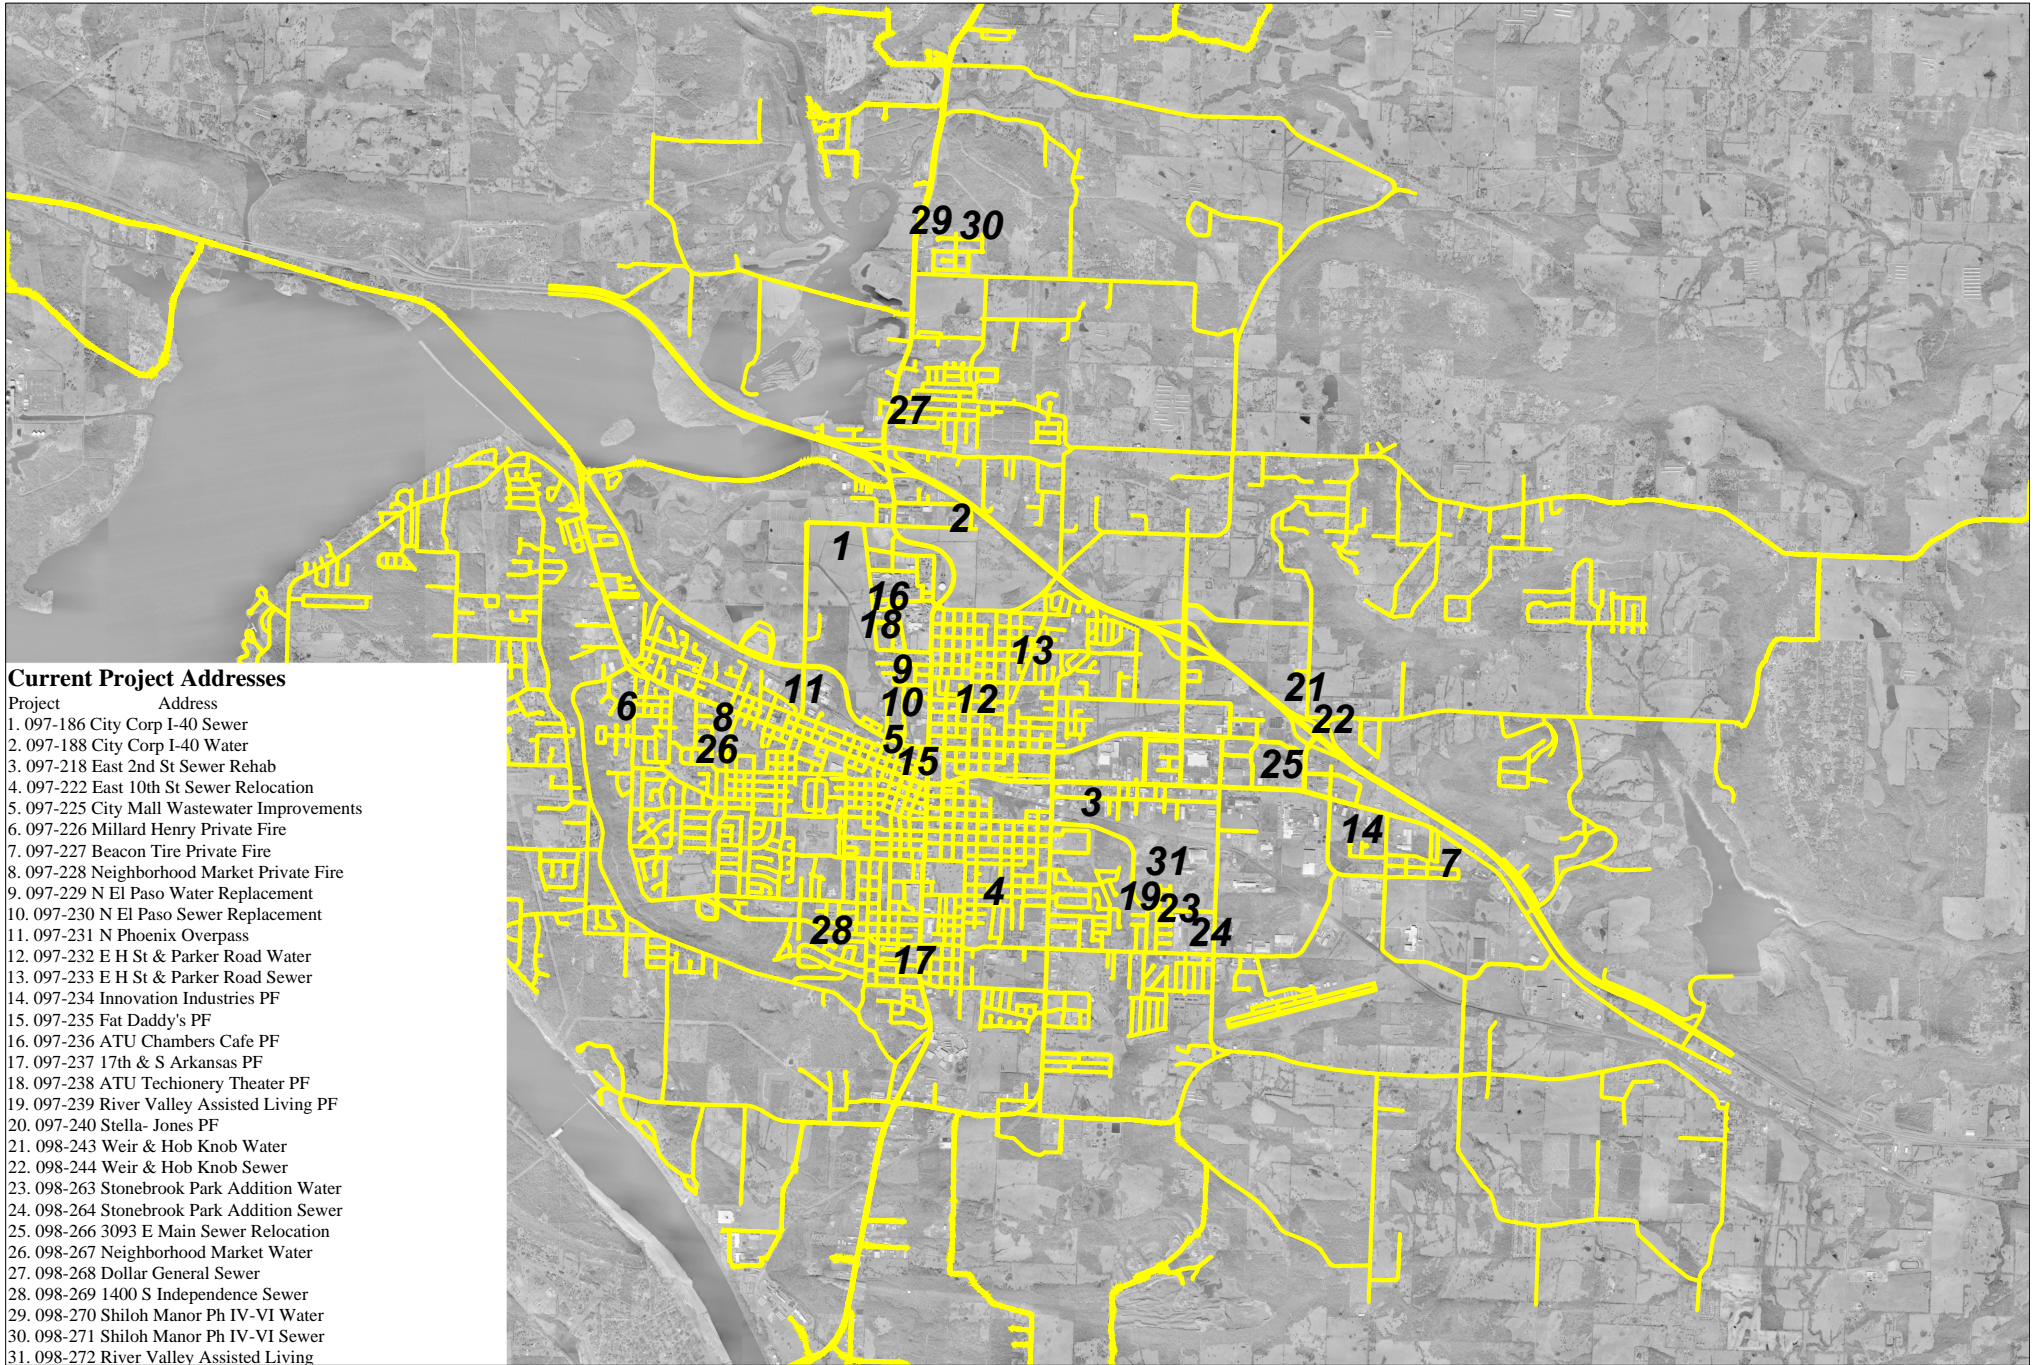 29 30
27
2
1
16
18
13
9
11
21
10 12
6
8
22
5
26
15
25
3
14
31
7
4
19
23
28
24
17
Current Project Addresses
Project Address
1. 097-186 City Corp I-40 Sewer
2. 097-188 City Corp I-40 Water
3. 097-218 East 2nd St Sewer Rehab
4. 097-222 East 10th St Sewer Relocation
5. 097-225 City Mall Wastewater Improvements
6. 097-226 Millard Henry Private Fire
7. 097-227 Beacon Tire Private Fire
8. 097-228 Neighborhood Market Private Fire
9. 097-229 N El Paso Water Replacement
10. 097-230 N El Paso Sewer Replacement
11. 097-231 N Phoenix Overpass
12. 097-232 E H St & Parker Road Water
13. 097-233 E H St & Parker Road Sewer
14. 097-234 Innovation Industries PF
15. 097-235 Fat Daddy's PF
16. 097-236 ATU Chambers Cafe PF
17. 097-237 17th & S Arkansas PF
18. 097-238 ATU Techionery Theater PF
19. 097-239 River Valley Assisted Living PF
20. 097-240 Stella- Jones PF
21. 098-243 Weir & Hob Knob Water
22. 098-244 Weir & Hob Knob Sewer
23. 098-263 Stonebrook Park Addition Water
24. 098-264 Stonebrook Park Addition Sewer
25. 098-266 3093 E Main Sewer Relocation
26. 098-267 Neighborhood Market Water
27. 098-268 Dollar General Sewer
28. 098-269 1400 S Independence Sewer
29. 098-270 Shiloh Manor Ph IV-VI Water
30. 098-271 Shiloh Manor Ph IV-VI Sewer
31. 098-272 River Valley Assisted Living